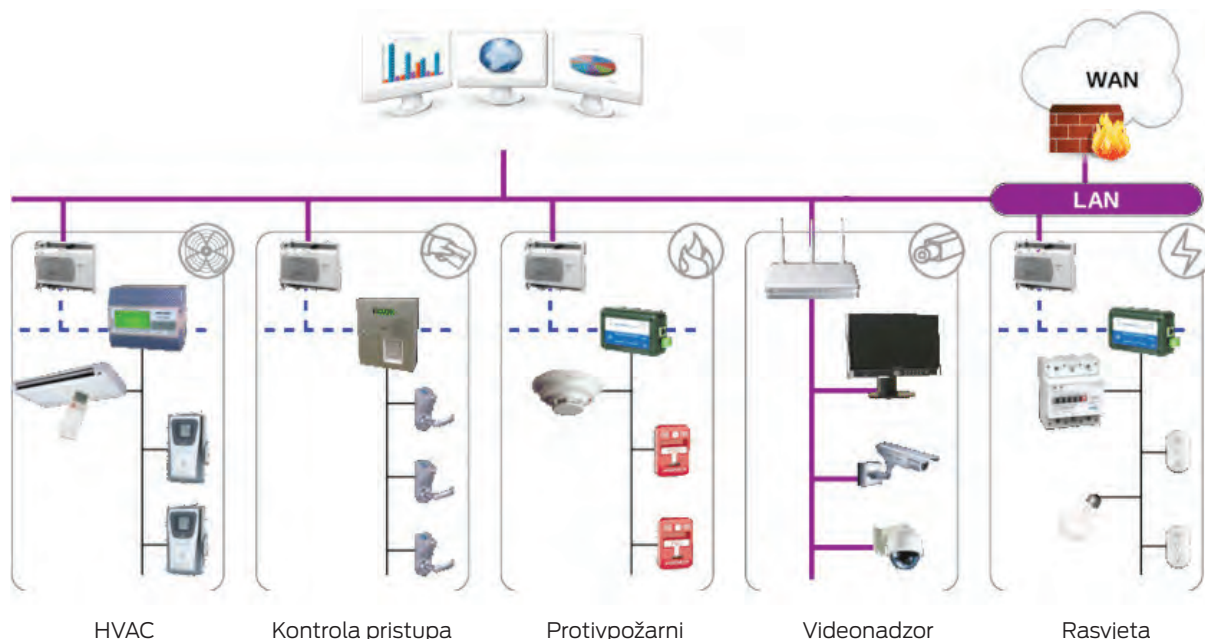 WAN
LAN
HVAC
Kontrola pristupa
Protivpožarni
Videonadzor
Rasvjeta